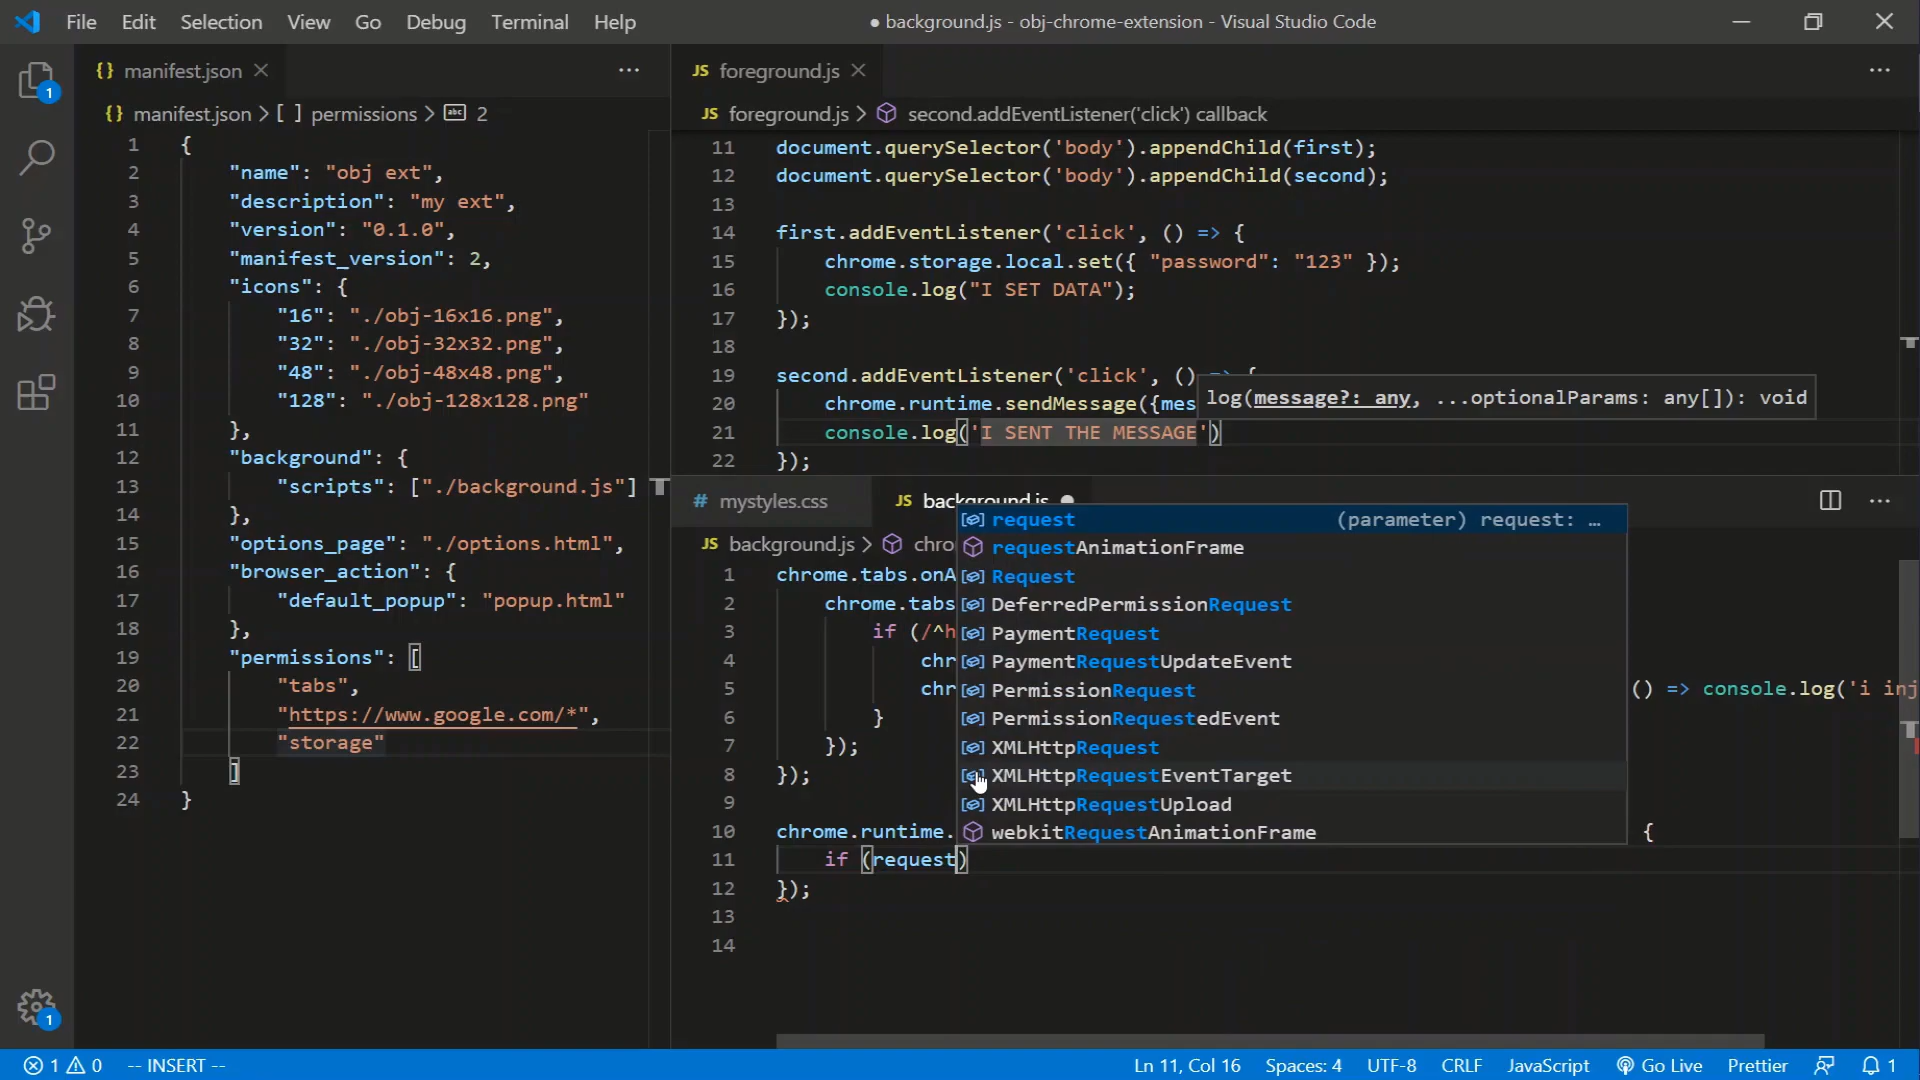 File Edit Selection View Go Debug Terminal Help
● background.js - obj-chrome-extension - Visual Studio Code
1
{} manifest.json
...
{} manifest.json > [ ] permissions > abc 2
1 {
2 "name": "obj ext",
3 "description": "my ext",
4 "version": "0.1.0",
5 "manifest_version": 2,
6 "icons": {
7 "16": "./obj-16x16.png",
8 "32": "./obj-32x32.png",
9 "48": "./obj-48x48.png",
10 "128": "./obj-128x128.png"
11 },
12 "background": {
13 "scripts": ["./background.js"]
14 },
15 "options_page": "./options.html",
16 "browser_action": {
17 "default_popup": "popup.html"
18 },
19 "permissions": [
20 "tabs",
21 "https://www.google.com/*",
22 "storage"
23 ]
24 }
JS foreground.js
...
JS foreground.js > second.addEventListener('click') callback
11 document.querySelector('body').appendChild(first);
12 document.querySelector('body').appendChild(second);
13
14 first.addEventListener('click', () => {
15 chrome.storage.local.set({ "password": "123" });
16 console.log("I SET DATA");
17 });
18
19 second.addEventListener('click', () => {
20 chrome.runtime.sendMessage({mes
log(message?: any, ...optionalParams: any[]): void
21 console.log('I SENT THE MESSAGE')
22 });
# mystyles.css
JS background.js ●
...
JS background.js > chro
1 chrome.tabs.onA
2 chrome.tabs
3 if (/^h
4 chr
5 chr
() => console.log('i inj
6 }
7 });
8 });
9
10 chrome.runtime.
{
11 if (request)
12 });
13
14
request (parameter) request: …
requestAnimationFrame
Request
DeferredPermissionRequest
PaymentRequest
PaymentRequestUpdateEvent
PermissionRequest
PermissionRequestedEvent
XMLHttpRequest
XMLHttpRequestEventTarget
XMLHttpRequestUpload
webkitRequestAnimationFrame
1
1 0 -- INSERT --
Ln 11, Col 16 Spaces: 4 UTF-8 CRLF JavaScript Go Live Prettier 1